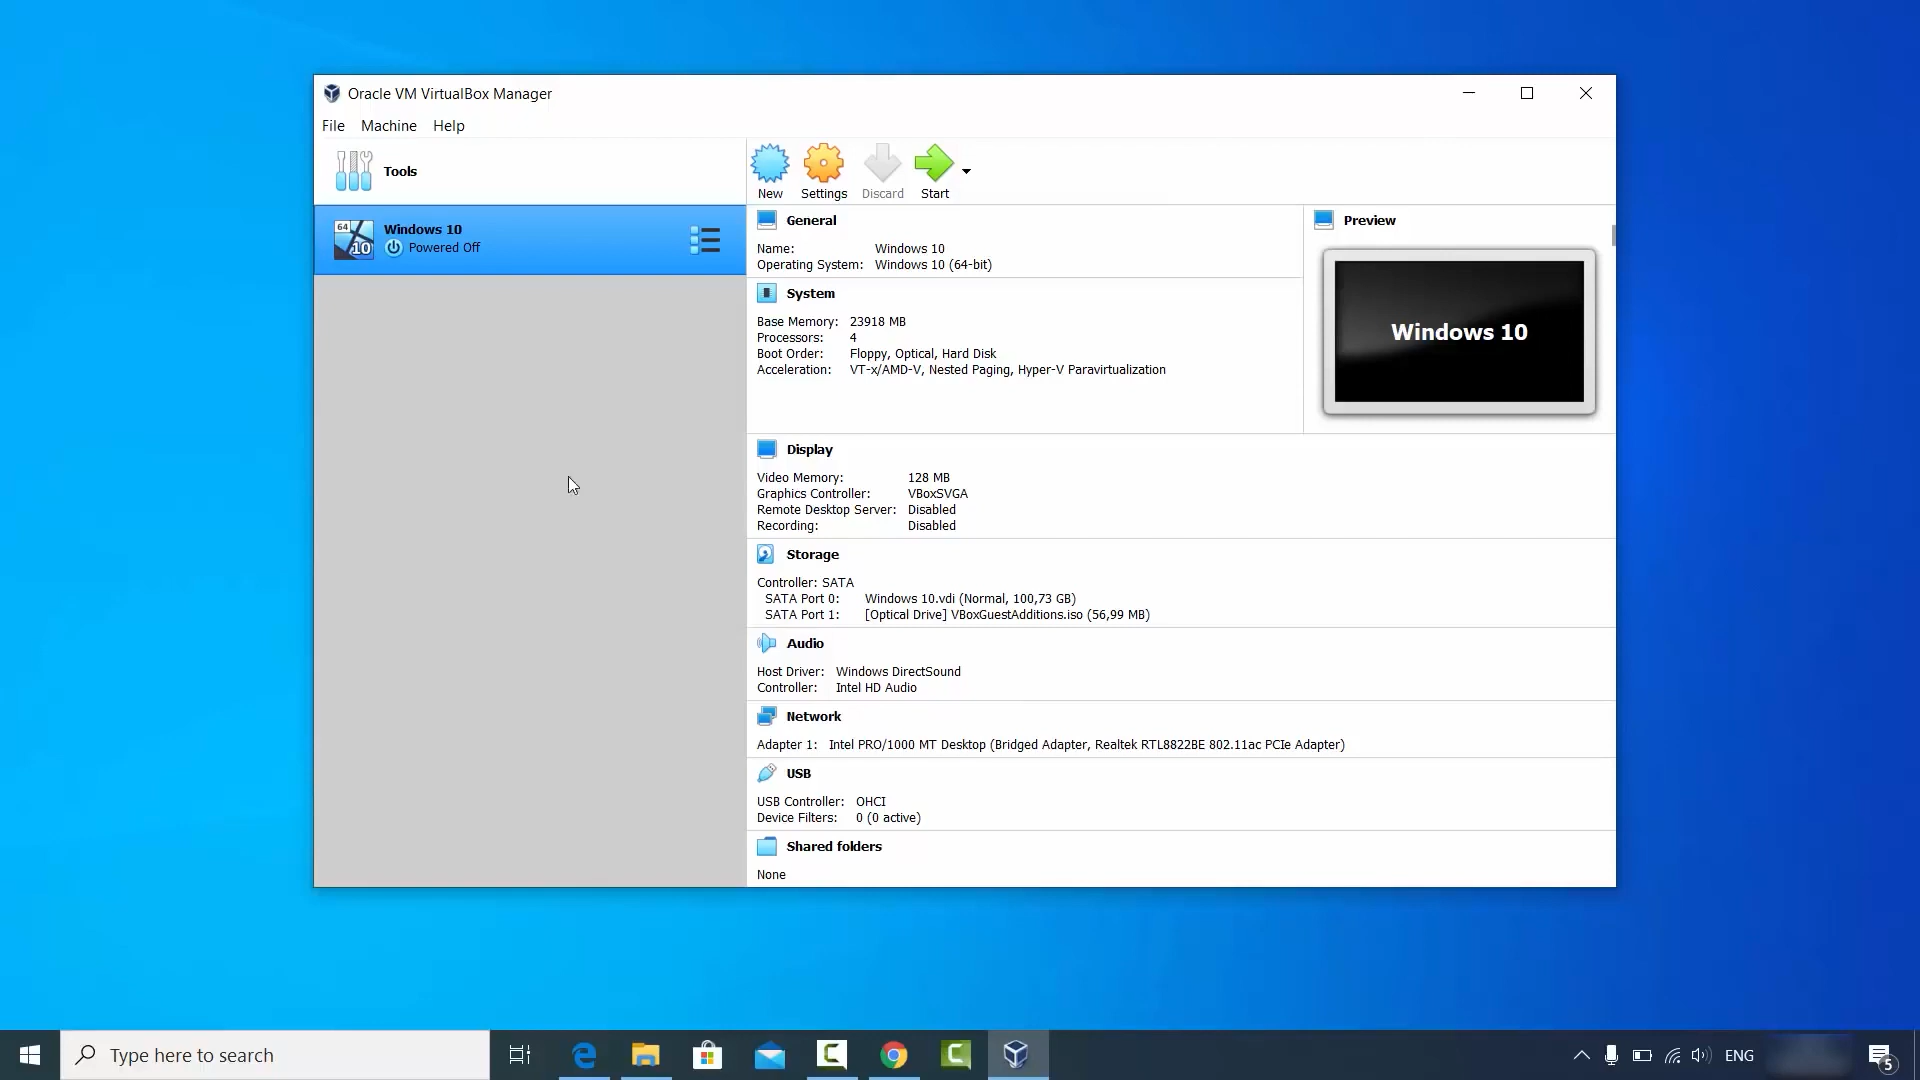 Oracle VM VirtualBox Manager
File Machine Help
Tools
New Settings Discard Start
64
10
Windows 10
Powered Off
General
Name: Windows 10
Operating System: Windows 10 (64-bit)
Preview
Windows 10
System
Base Memory: 23918 MB
Processors: 4
Boot Order: Floppy, Optical, Hard Disk
Acceleration: VT-x/AMD-V, Nested Paging, Hyper-V Paravirtualization
Display
Video Memory: 128 MB
Graphics Controller: VBoxSVGA
Remote Desktop Server: Disabled
Recording: Disabled
Storage
Controller: SATA
SATA Port 0: Windows 10.vdi (Normal, 100,73 GB)
SATA Port 1: [Optical Drive] VBoxGuestAdditions.iso (56,99 MB)
Audio
Host Driver: Windows DirectSound
Controller: Intel HD Audio
Network
Adapter 1: Intel PRO/1000 MT Desktop (Bridged Adapter, Realtek RTL8822BE 802.11ac PCIe Adapter)
USB
USB Controller: OHCI
Device Filters: 0 (0 active)
Shared folders
None
Type here to search
ENG
5